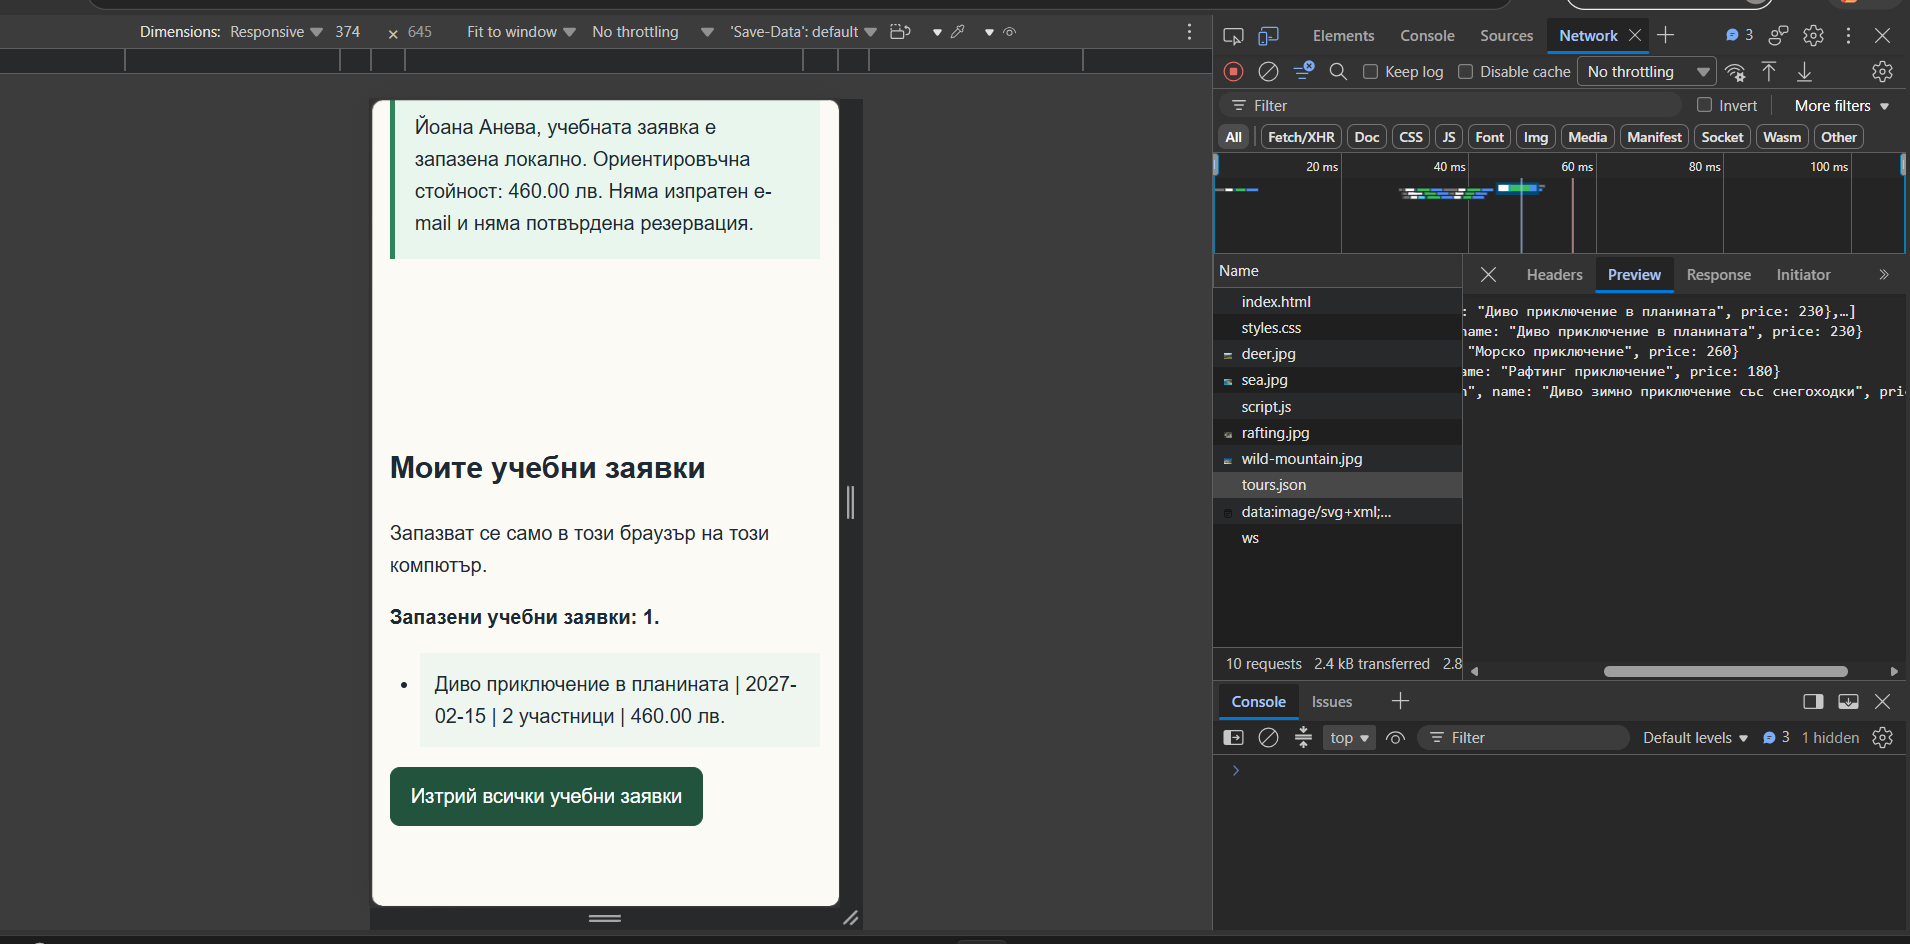 Dimensions: Responsive 374 × 645 Fit to window No throttling 'Save-Data': default
Elements Console Sources Network 3
Keep log Disable cache No throttling
Filter Invert More filters
All Fetch/XHR Doc CSS JS Font Img Media Manifest Socket Wasm Other
20 ms 40 ms 60 ms 80 ms 100 ms
Йоана Анева, учебната заявка е
запазена локално. Ориентировъчна
стойност: 460.00 лв. Няма изпратен e-
mail и няма потвърдена резервация.
Моите учебни заявки
Запазват се само в този браузър на този
компютър.
Запазени учебни заявки: 1.
Диво приключение в планината | 2027-
02-15 | 2 участници | 460.00 лв.
Изтрий всички учебни заявки
Name
index.html
styles.css
deer.jpg
sea.jpg
script.js
rafting.jpg
wild-mountain.jpg
tours.json
data:image/svg+xml;...
ws
10 requests 2.4 kB transferred 2.8
Headers Preview Response Initiator
: "Диво приключение в планината", price: 230},…]
name: "Диво приключение в планината", price: 230}
"Морско приключение", price: 260}
ame: "Рафтинг приключение", price: 180}
n", name: "Диво зимно приключение със снегоходки", pri
Console Issues
top Filter Default levels 3 1 hidden